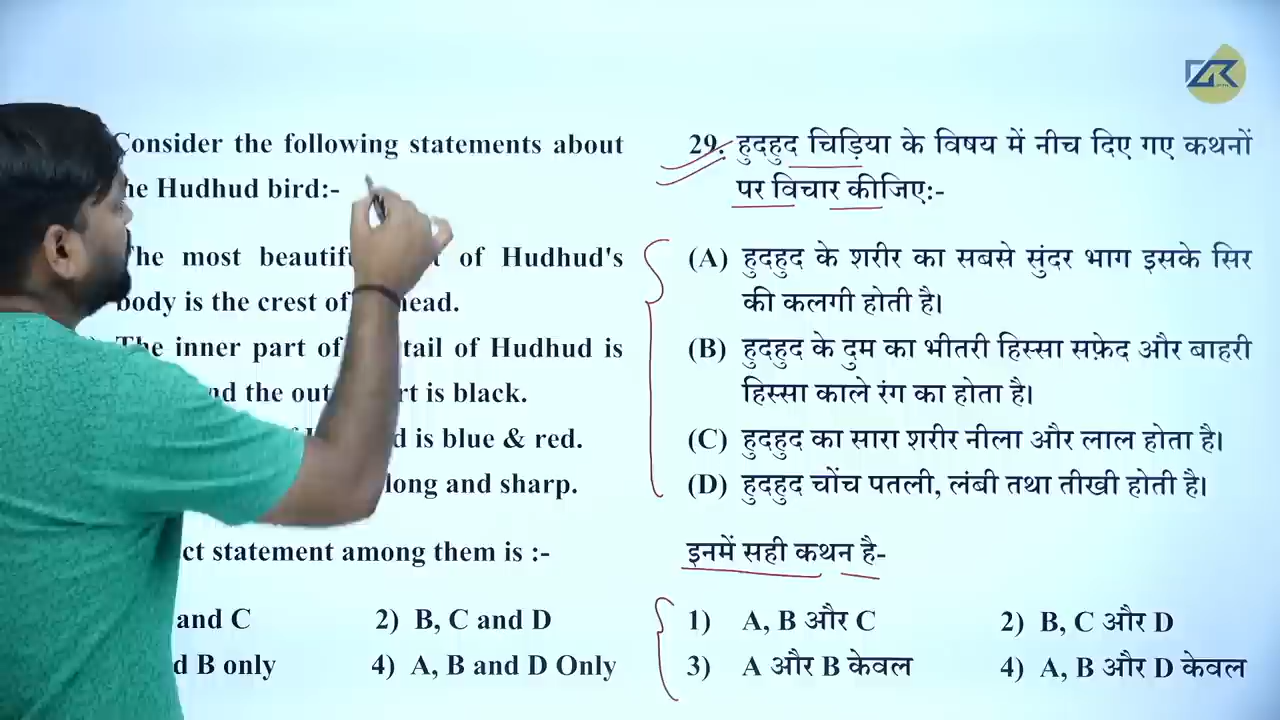 Consider the following statements about
Hudhud bird:-
The most beautif of Hudhud's
body is the crest of head.
The inner part of tail of Hudhud is
and the out rt is black.
d is blue & red.
long and sharp.
ct statement among them is :-
and C 2) B, C and D
d B only 4) A, B and D Only
29. हुदहुद चिड़िया के विषय में नीच दिए गए कथनों
पर विचार कीजिए:-
(A) हुदहुद के शरीर का सबसे सुंदर भाग इसके सिर
की कलगी होती है।
(B) हुदहुद के दुम का भीतरी हिस्सा सफ़ेद और बाहरी
हिस्सा काले रंग का होता है।
(C) हुदहुद का सारा शरीर नीला और लाल होता है।
(D) हुदहुद चोंच पतली, लंबी तथा तीखी होती है।
इनमें सही कथन है-
1) A, B और C 2) B, C और D
3) A और B केवल 4) A, B और D केवल